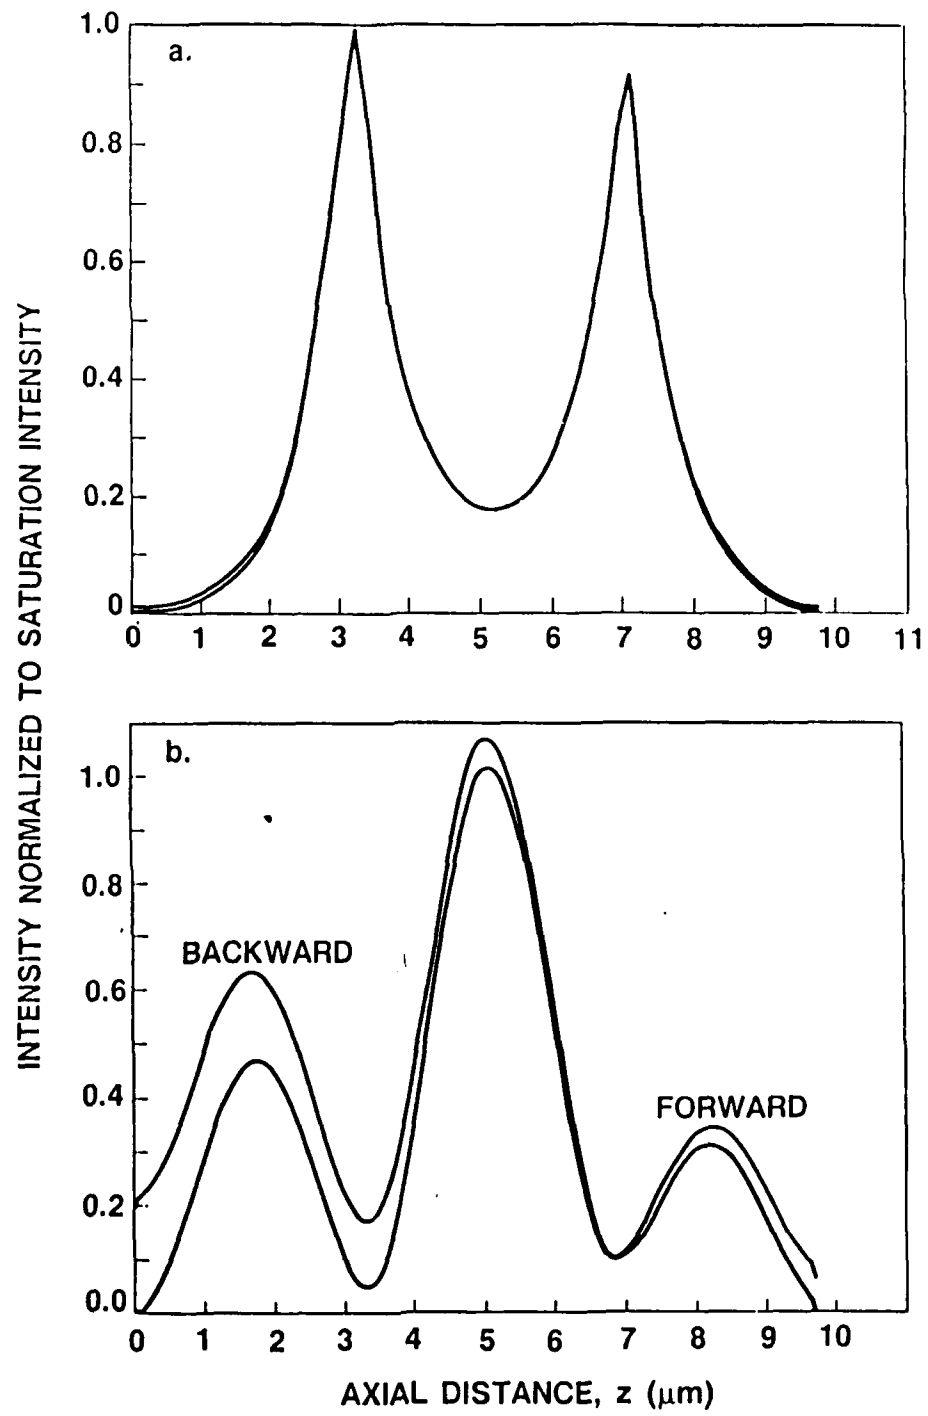 INTENSITY NORMALIZED TO SATURATION INTENSITY
a.
1.0
0.8
0.6
0.4
0.2
0
0 1 2 3 4 5 6 7 8 9 10 11
b.
1.0
0.8
0.6
0.4
0.2
0.0
BACKWARD
FORWARD
0 1 2 3 4 5 6 7 8 9 10
AXIAL DISTANCE, z (μm)